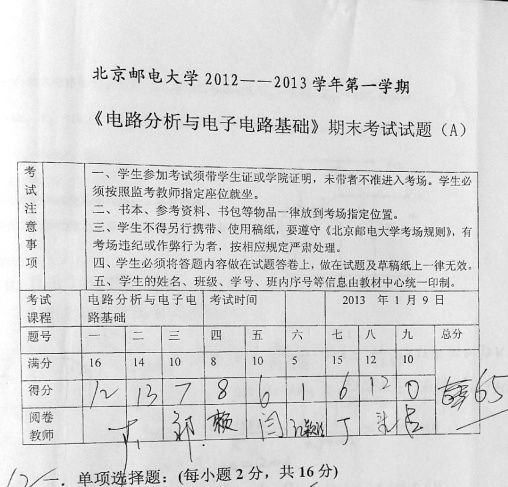 北京邮电大学 2012——2013 学年第一学期
《电路分析与电子电路基础》期末考试试题（A）
考试注意事项
一、学生参加考试须带学生证或学院证明，未带者不准进入考场。学生必
须按照监考教师指定座位就坐。
二、书本、参考资料、书包等物品一律放到考场指定位置。
三、学生不得另行携带、使用稿纸，要遵守《北京邮电大学考场规则》，有
考场违纪或作弊行为者，按相应规定严肃处理。
四、学生必须将答题内容做在试题答卷上，做在试题及草稿纸上一律无效。
五、学生的姓名、班级、学号、班内序号等信息由教材中心统一印制。
考试 电路分析与电子电 考试时间 2013 年 1 月 9 日
课程 路基础
题号 一 二 三 四 五 六 七 八 九 总分
满分 16 14 10 8 10 5 15 12 10
得分 12 13 7 8 6 1 6 12 0 65
阅卷
教师 郭 顾 闫 丁
12 一．单项选择题：(每小题 2 分，共 16 分)